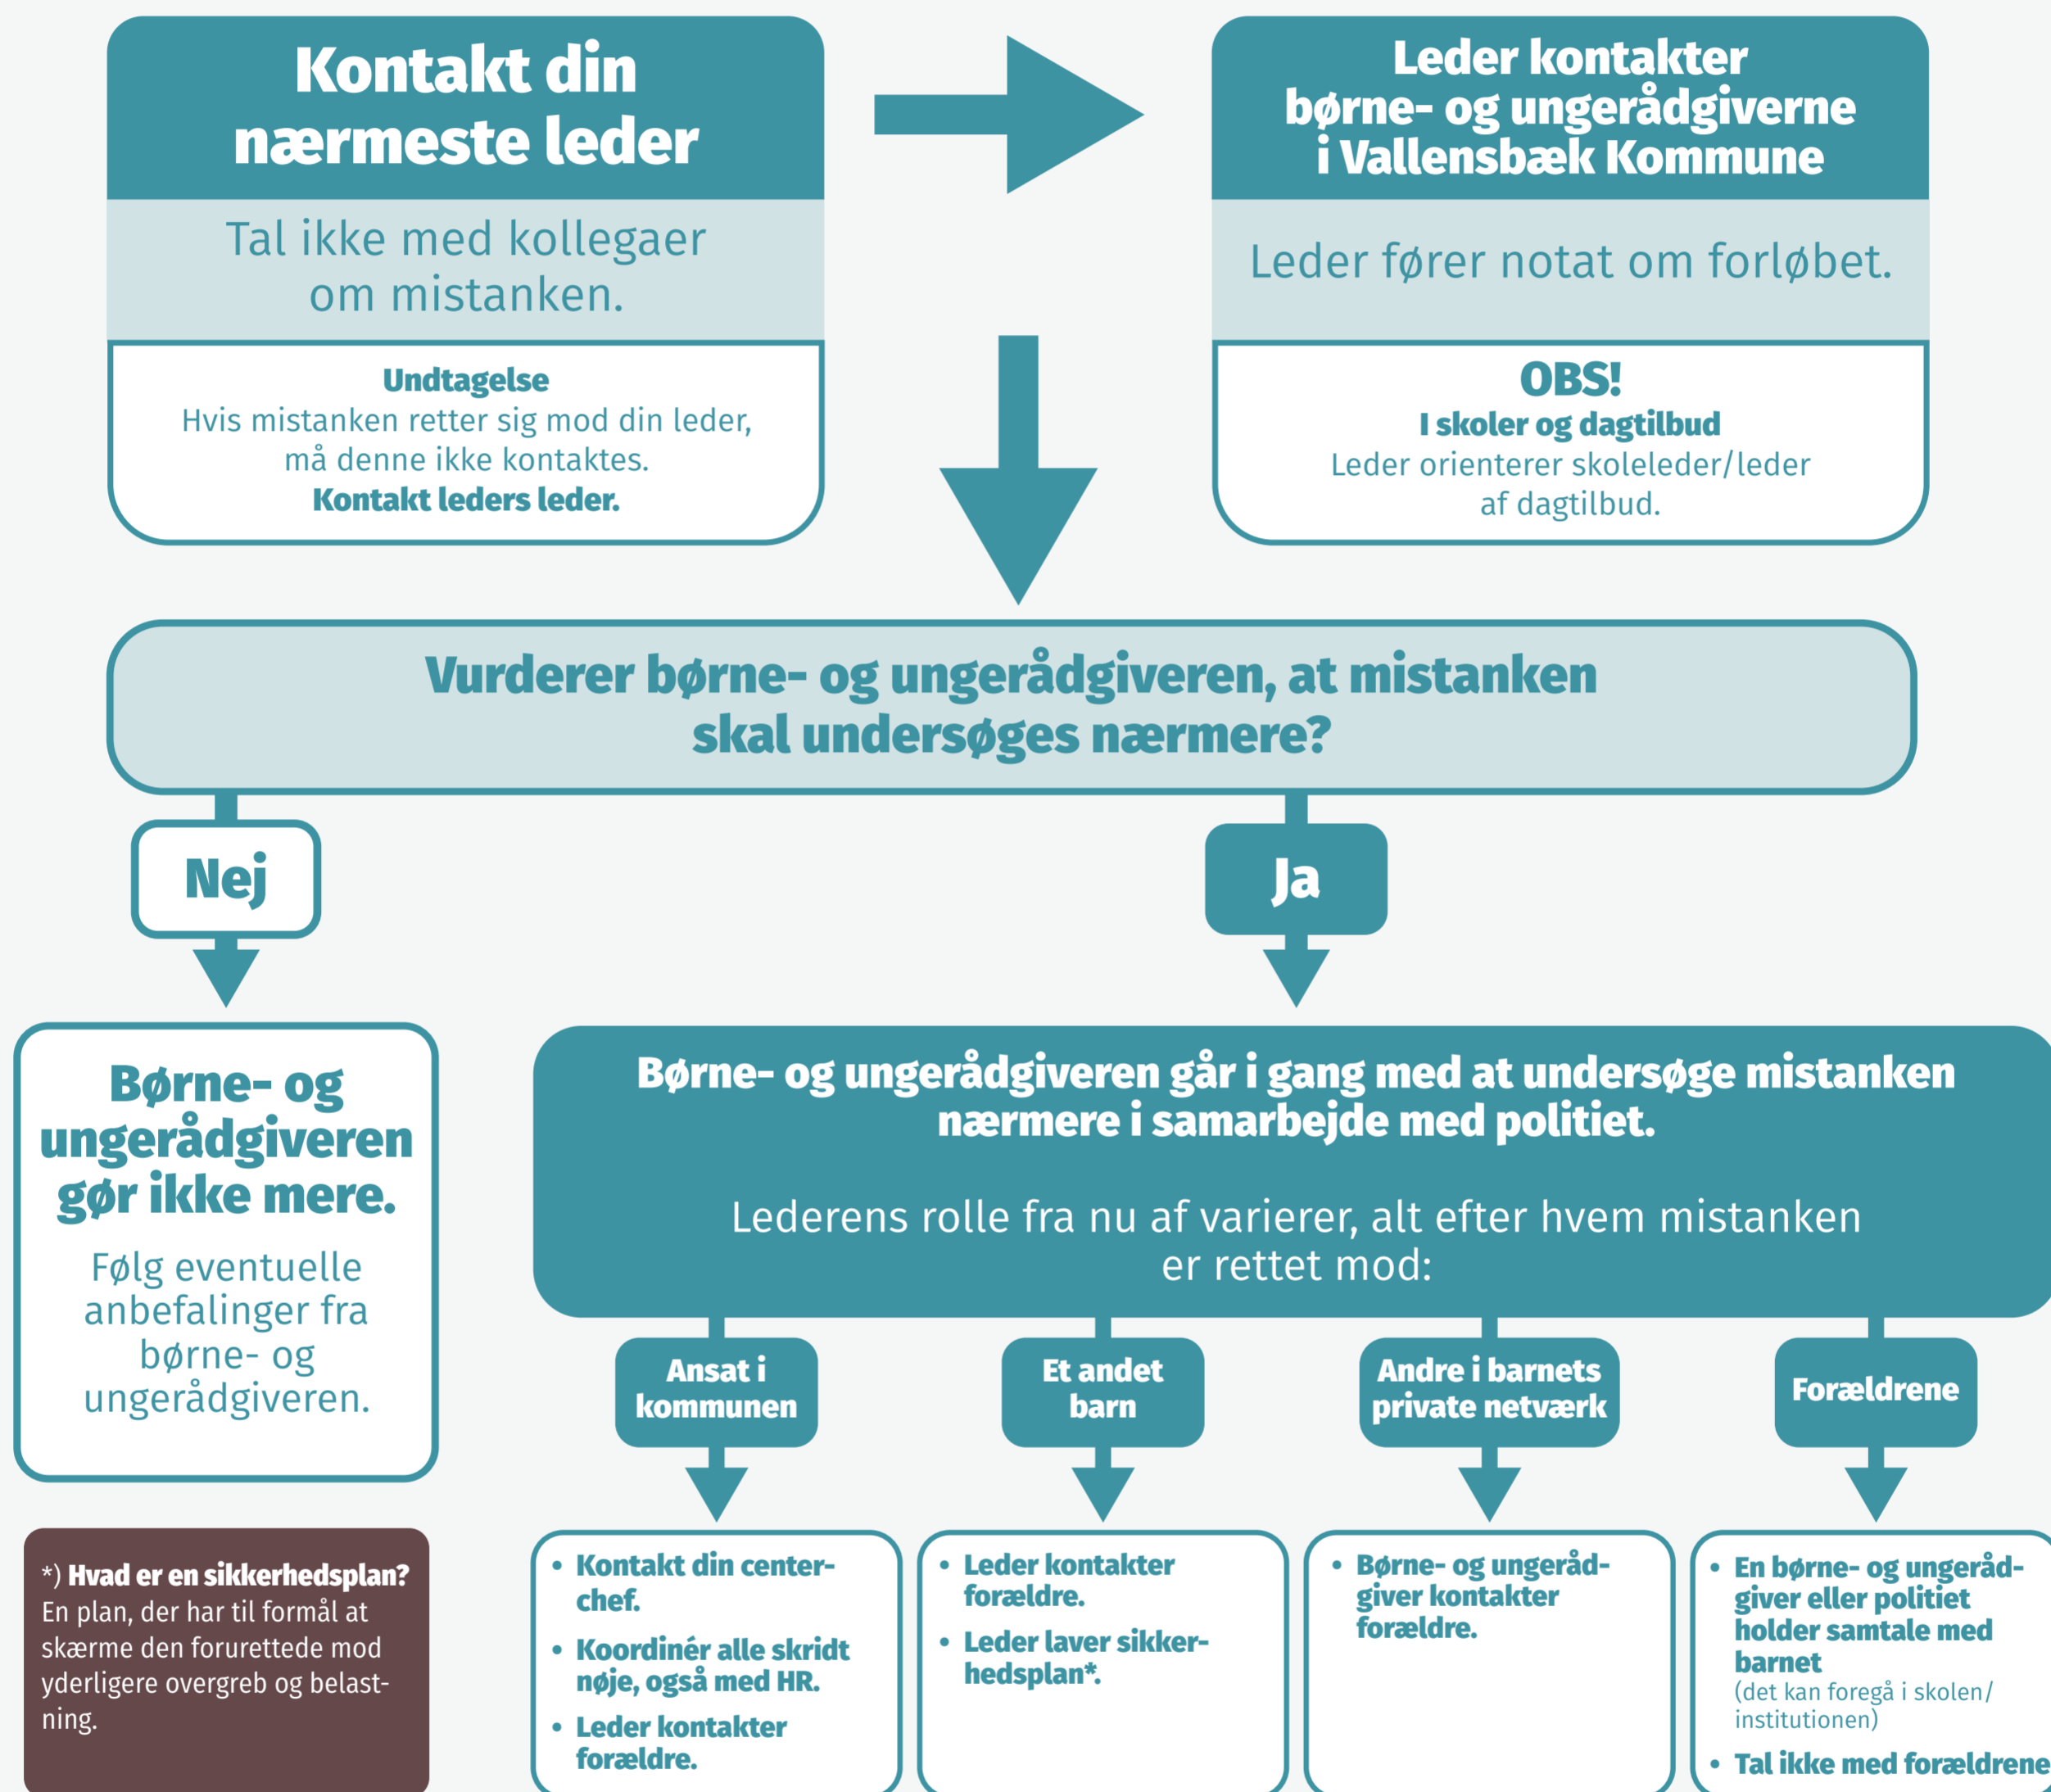 Kontakt din
nærmeste leder
Tal ikke med kollegaer
om mistanken.
Undtagelse
Hvis mistanken retter sig mod din leder,
må denne ikke kontaktes.
Kontakt leders leder.
Leder kontakter
børne- og ungerådgiverne
i Vallensbæk Kommune
Leder fører notat om forløbet.
OBS!
I skoler og dagtilbud
Leder orienterer skoleleder/leder
af dagtilbud.
Vurderer børne- og ungerådgiveren, at mistanken
skal undersøges nærmere?
Nej
Ja
Børne- og
ungerådgiveren
gør ikke mere.
Følg eventuelle
anbefalinger fra
børne- og
ungerådgiveren.
Børne- og ungerådgiveren går i gang med at undersøge mistanken
nærmere i samarbejde med politiet.
Lederens rolle fra nu af varierer, alt efter hvem mistanken
er rettet mod:
Ansat i
kommunen
Et andet
barn
Andre i barnets
private netværk
Forældrene
*) Hvad er en sikkerhedsplan?
En plan, der har til formål at
skærme den forurettede mod
yderligere overgreb og belast-
ning.
• Kontakt din center-
chef.
• Koordinér alle skridt
nøje, også med HR.
• Leder kontakter
forældre.
• Leder kontakter
forældre.
• Leder laver sikker-
hedsplan*.
• Børne- og ungeråd-
giver kontakter
forældre.
• En børne- og ungeråd-
giver eller politiet
holder samtale med
barnet
(det kan foregå i skolen/
institutionen)
• Tal ikke med forældrene